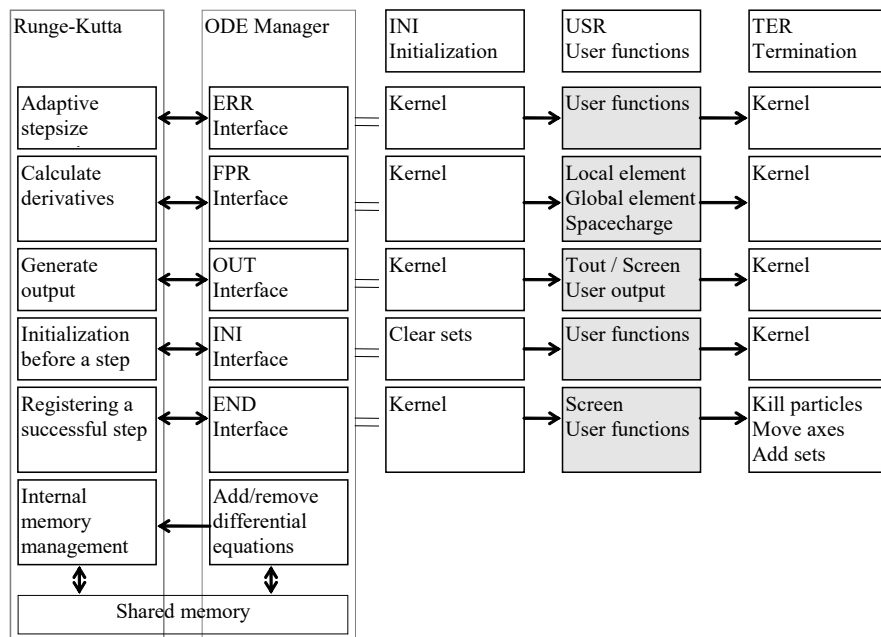 Runge-Kutta
ODE Manager
INI
Initialization
USR
User functions
TER
Termination
Adaptive
stepsize
ERR
Interface
Kernel
User functions
Kernel
Calculate
derivatives
FPR
Interface
Kernel
Local element
Global element
Spacecharge
Kernel
Generate
output
OUT
Interface
Kernel
Tout / Screen
User output
Kernel
Initialization
before a step
INI
Interface
Clear sets
User functions
Kernel
Registering a
successful step
END
Interface
Kernel
Screen
User functions
Kill particles
Move axes
Add sets
Internal
memory
management
Add/remove
differential
equations
Shared memory